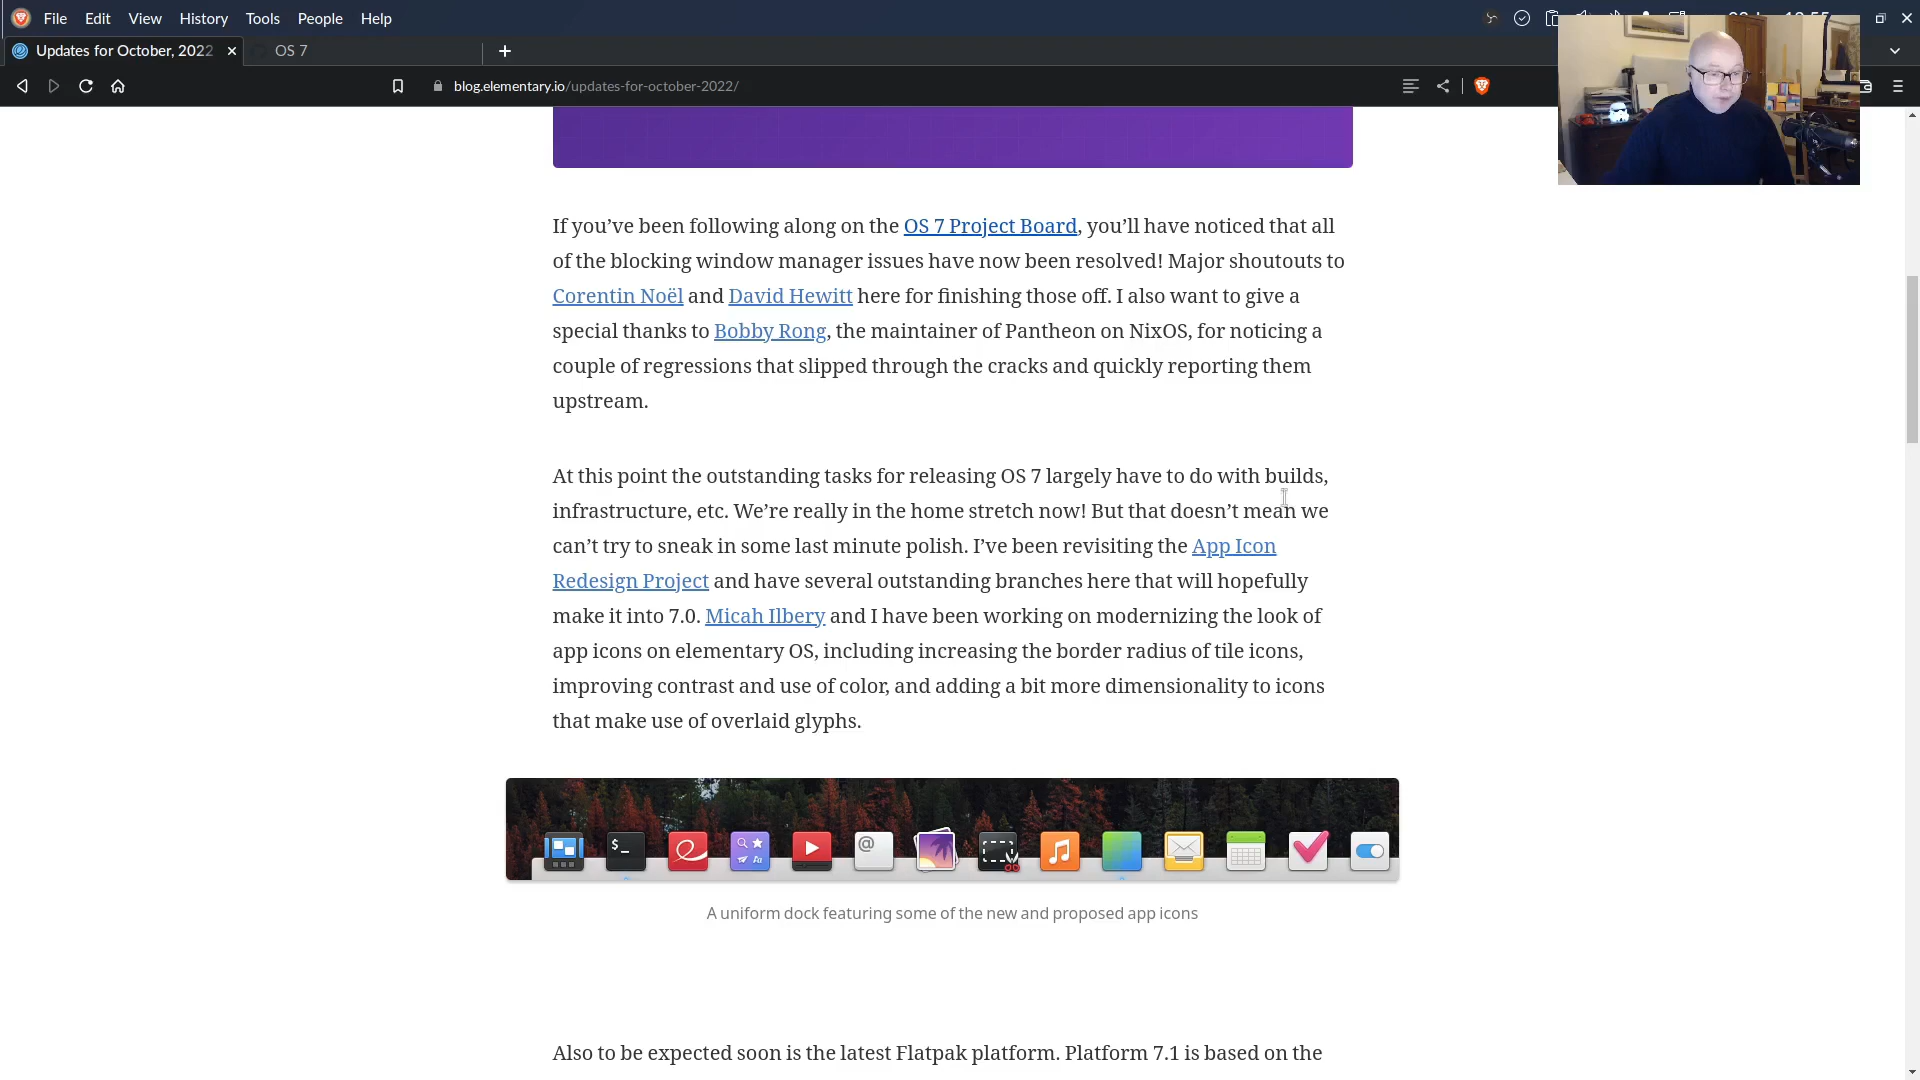 File Edit View History Tools People Help
Updates for October, 2022
OS 7
blog.elementary.io/updates-for-october-2022/
If you’ve been following along on the OS 7 Project Board, you’ll have noticed that all
of the blocking window manager issues have now been resolved! Major shoutouts to
Corentin Noël and David Hewitt here for finishing those off. I also want to give a
special thanks to Bobby Rong, the maintainer of Pantheon on NixOS, for noticing a
couple of regressions that slipped through the cracks and quickly reporting them
upstream.
At this point the outstanding tasks for releasing OS 7 largely have to do with builds,
infrastructure, etc. We’re really in the home stretch now! But that doesn’t mean we
can’t try to sneak in some last minute polish. I’ve been revisiting the App Icon
Redesign Project and have several outstanding branches here that will hopefully
make it into 7.0. Micah Ilbery and I have been working on modernizing the look of
app icons on elementary OS, including increasing the border radius of tile icons,
improving contrast and use of color, and adding a bit more dimensionality to icons
that make use of overlaid glyphs.
$_
@
A uniform dock featuring some of the new and proposed app icons
Also to be expected soon is the latest Flatpak platform. Platform 7.1 is based on the